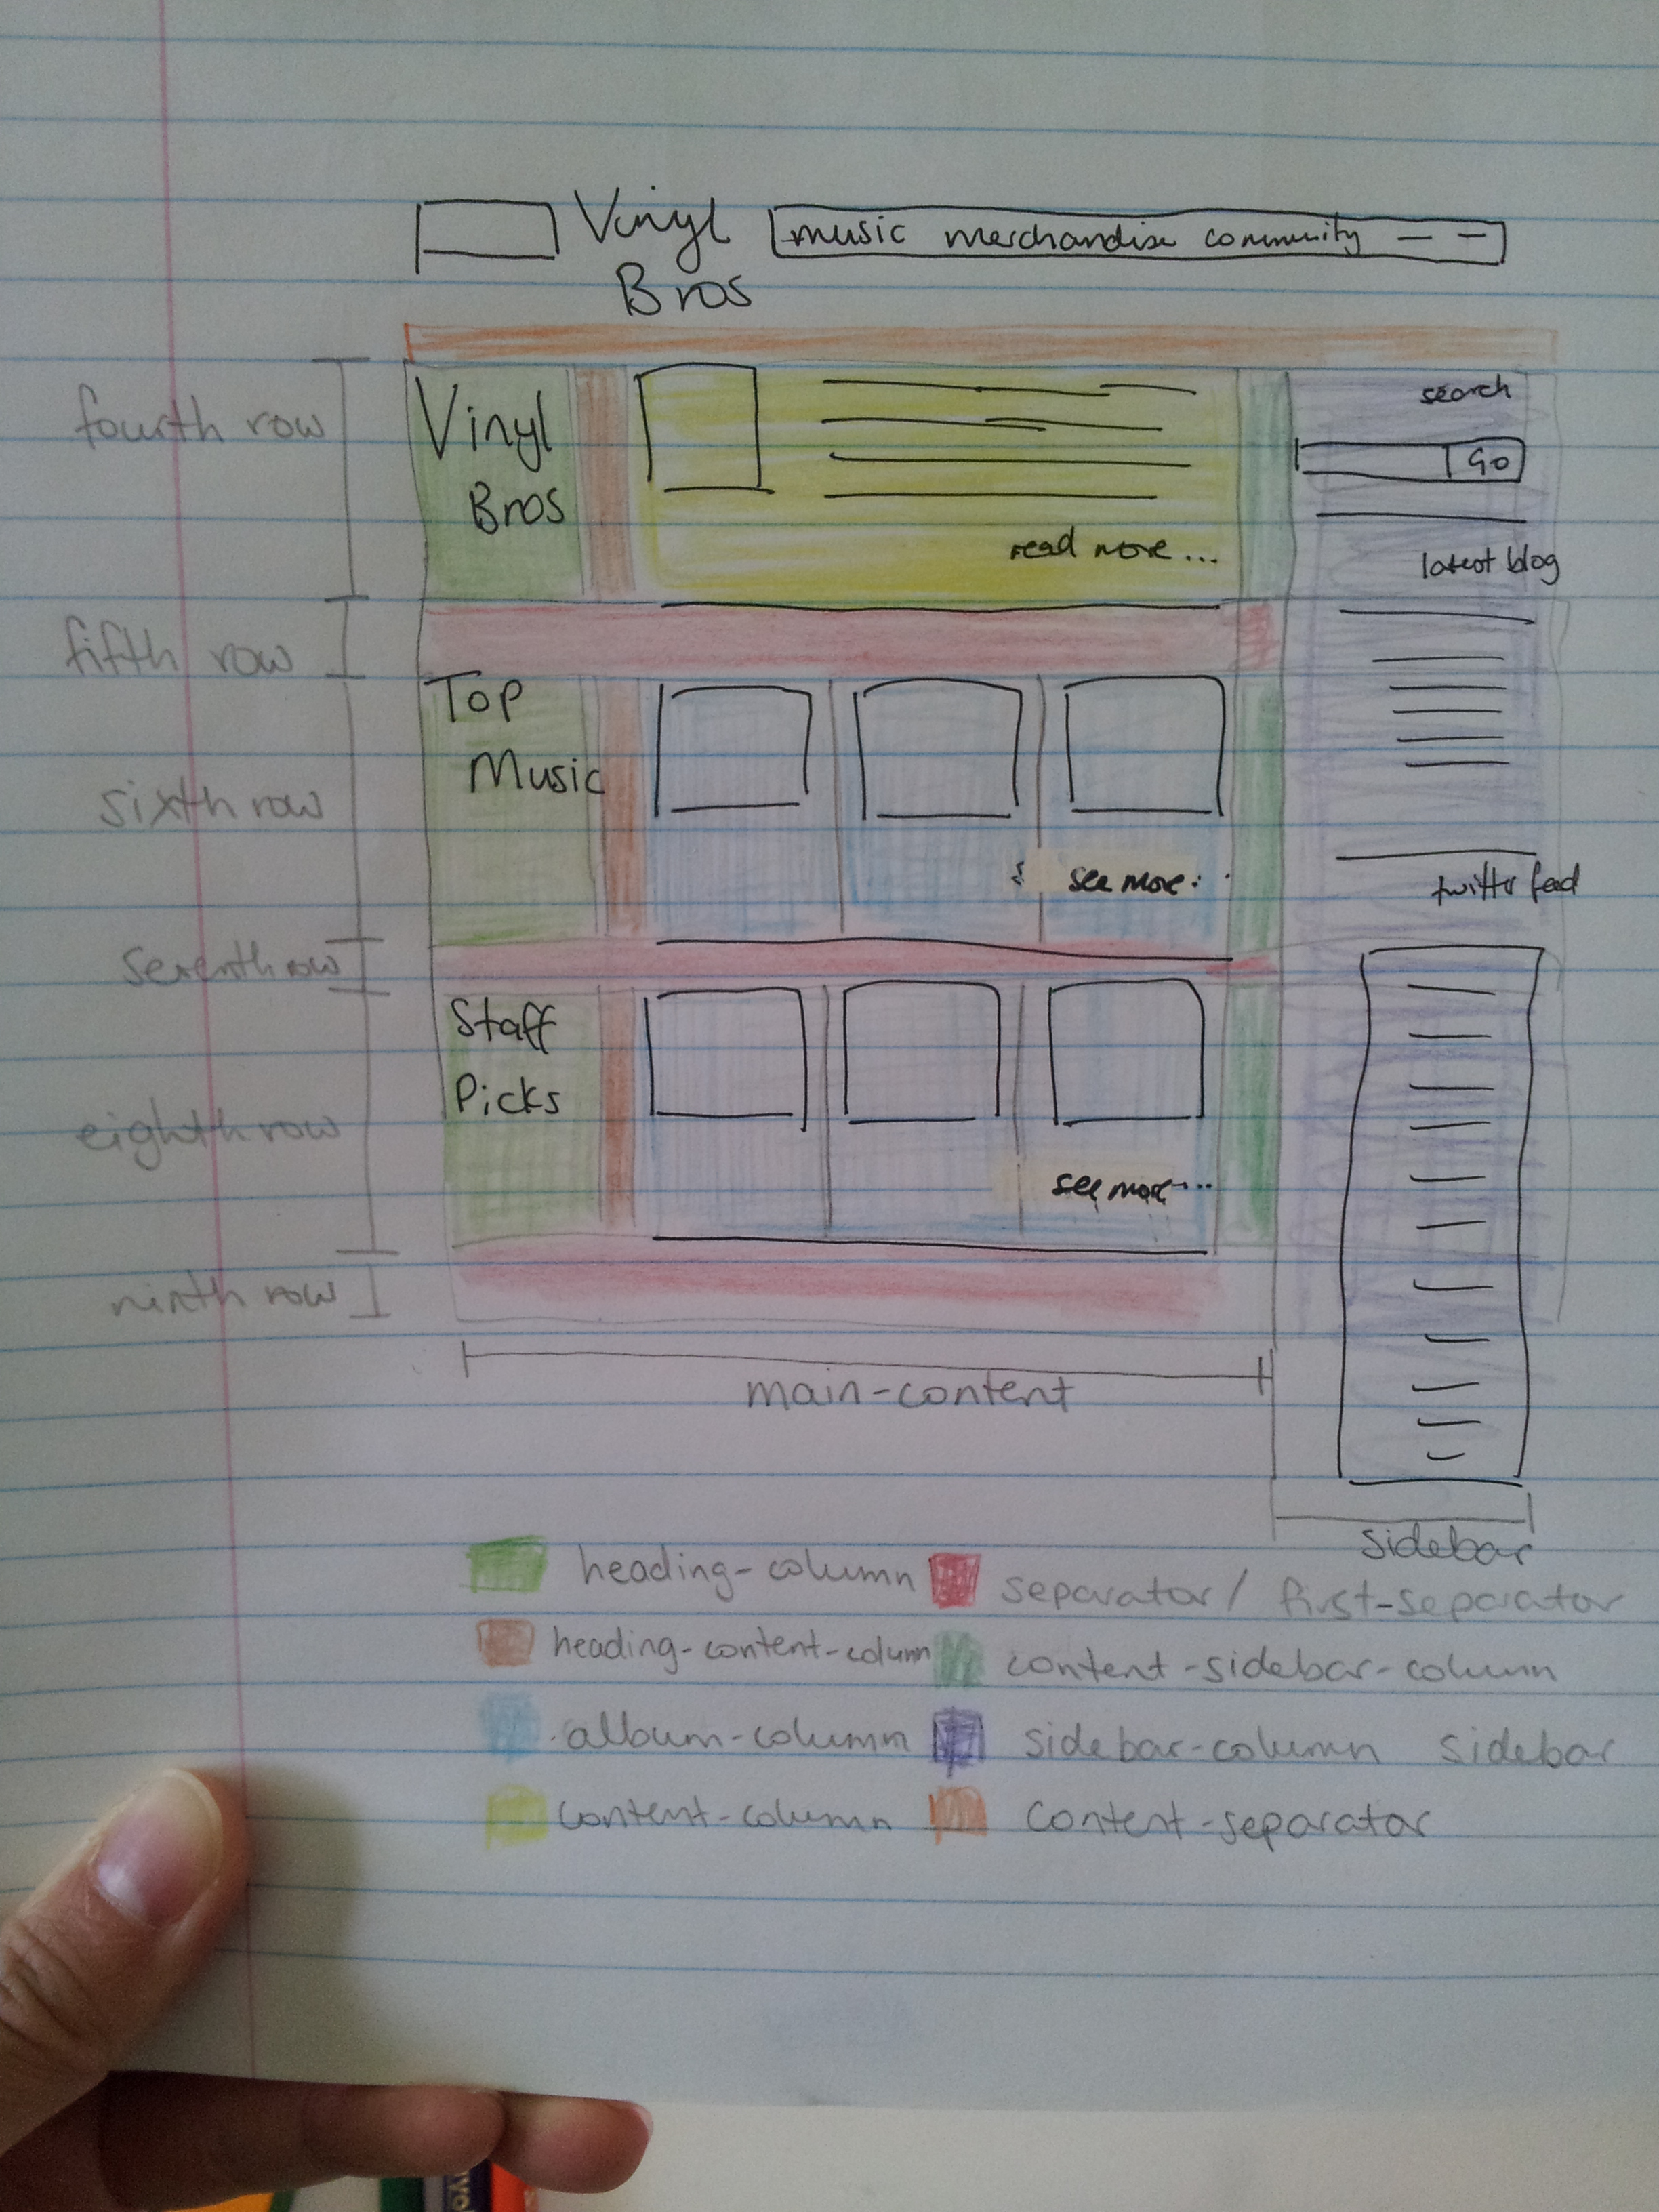 Vinyl
Bros
music merchandise community
fourth row
Vinyl
Bros
read more...
search
Go
latest blog
fifth row
Top
Music
sixth row
see more..
twitter feed
seventh row
Staff
Picks
eighth row
see more...
ninth row
main-content
sidebar
heading-column
separator / first-separator
heading-content-column
content-sidebar-column
album-column
sidebar-column sidebar
content-column
content-separator